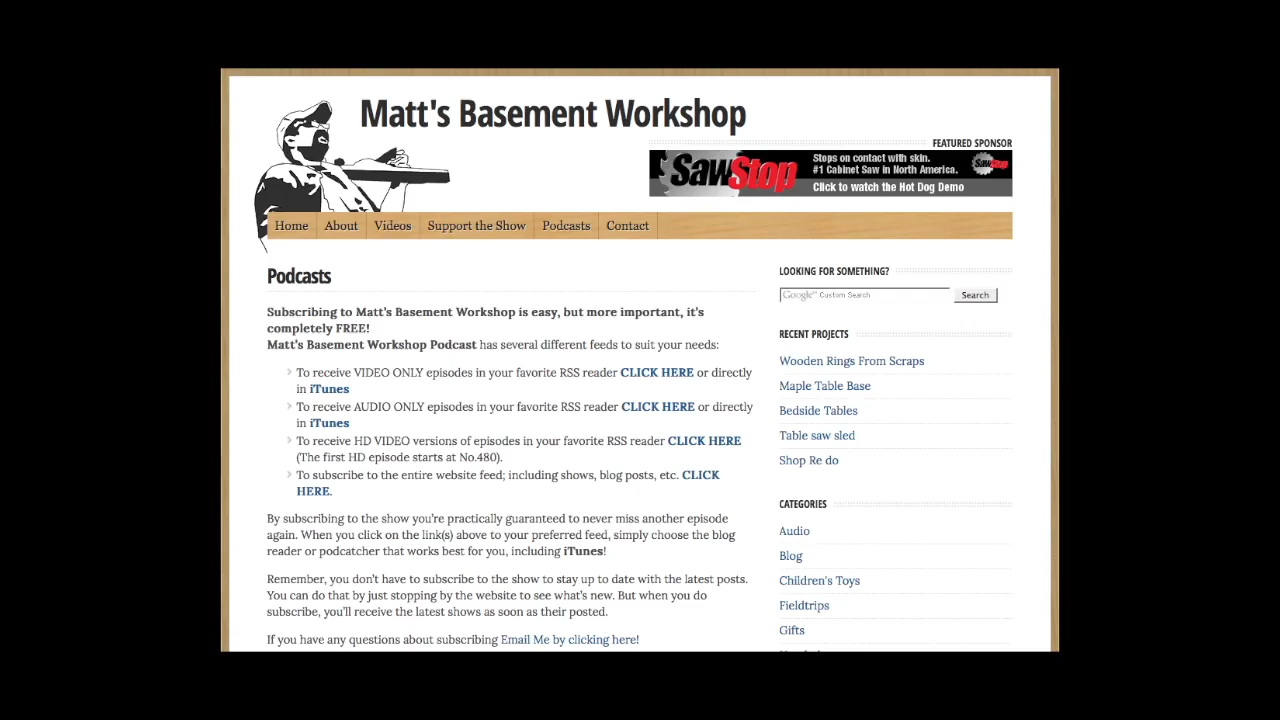 Matt's Basement Workshop
FEATURED SPONSOR
SawStop
Stops on contact with skin.
#1 Cabinet Saw in North America.
Click to watch the Hot Dog Demo
SawStop
Home About Videos Support the Show Podcasts Contact
Podcasts
Subscribing to Matt's Basement Workshop is easy, but more important, it's
completely FREE!
Matt's Basement Workshop Podcast has several different feeds to suit your needs:
To receive VIDEO ONLY episodes in your favorite RSS reader CLICK HERE or directly
in iTunes
To receive AUDIO ONLY episodes in your favorite RSS reader CLICK HERE or directly
in iTunes
To receive HD VIDEO versions of episodes in your favorite RSS reader CLICK HERE
(The first HD episode starts at No.480).
To subscribe to the entire website feed; including shows, blog posts, etc. CLICK
HERE.
By subscribing to the show you're practically guaranteed to never miss another episode
again. When you click on the link(s) above to your preferred feed, simply choose the blog
reader or podcatcher that works best for you, including iTunes!
Remember, you don't have to subscribe to the show to stay up to date with the latest posts.
You can do that by just stopping by the website to see what's new. But when you do
subscribe, you'll receive the latest shows as soon as their posted.
If you have any questions about subscribing Email Me by clicking here!
LOOKING FOR SOMETHING?
Google™ Custom Search Search
RECENT PROJECTS
Wooden Rings From Scraps
Maple Table Base
Bedside Tables
Table saw sled
Shop Re do
CATEGORIES
Audio
Blog
Children's Toys
Fieldtrips
Gifts